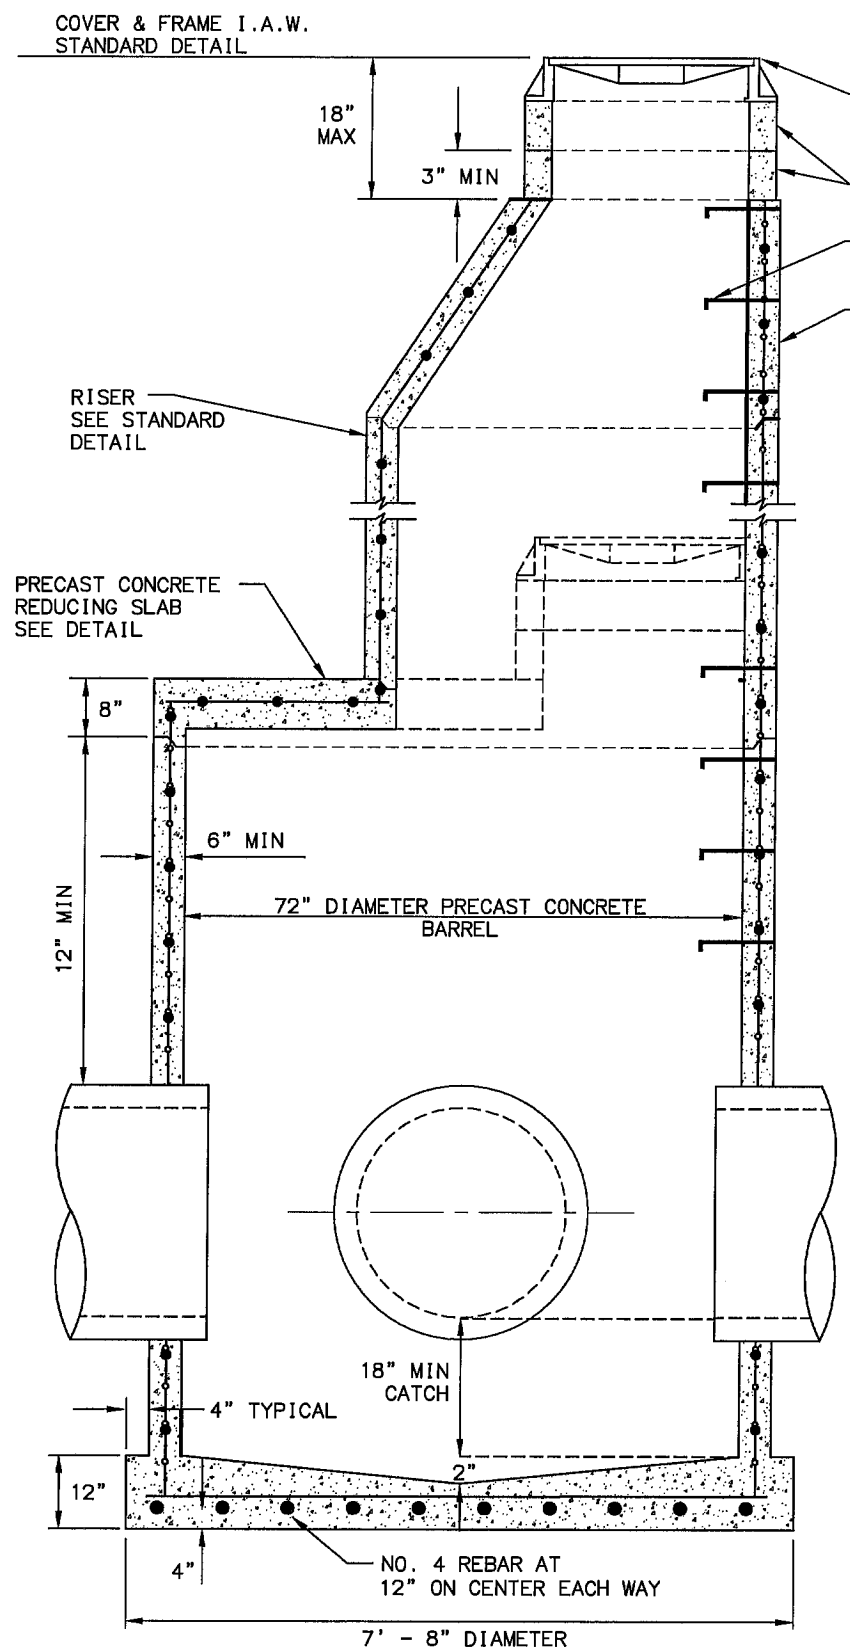 COVER & FRAME I.A.W.
STANDARD DETAIL
18"
MAX
3" MIN
RISER
SEE STANDARD
DETAIL
PRECAST CONCRETE
REDUCING SLAB
SEE DETAIL
8"
6" MIN
12" MIN
72" DIAMETER PRECAST CONCRETE
BARREL
18" MIN
CATCH
4" TYPICAL
12"
2"
4"
NO. 4 REBAR AT
12" ON CENTER EACH WAY
7' - 8" DIAMETER